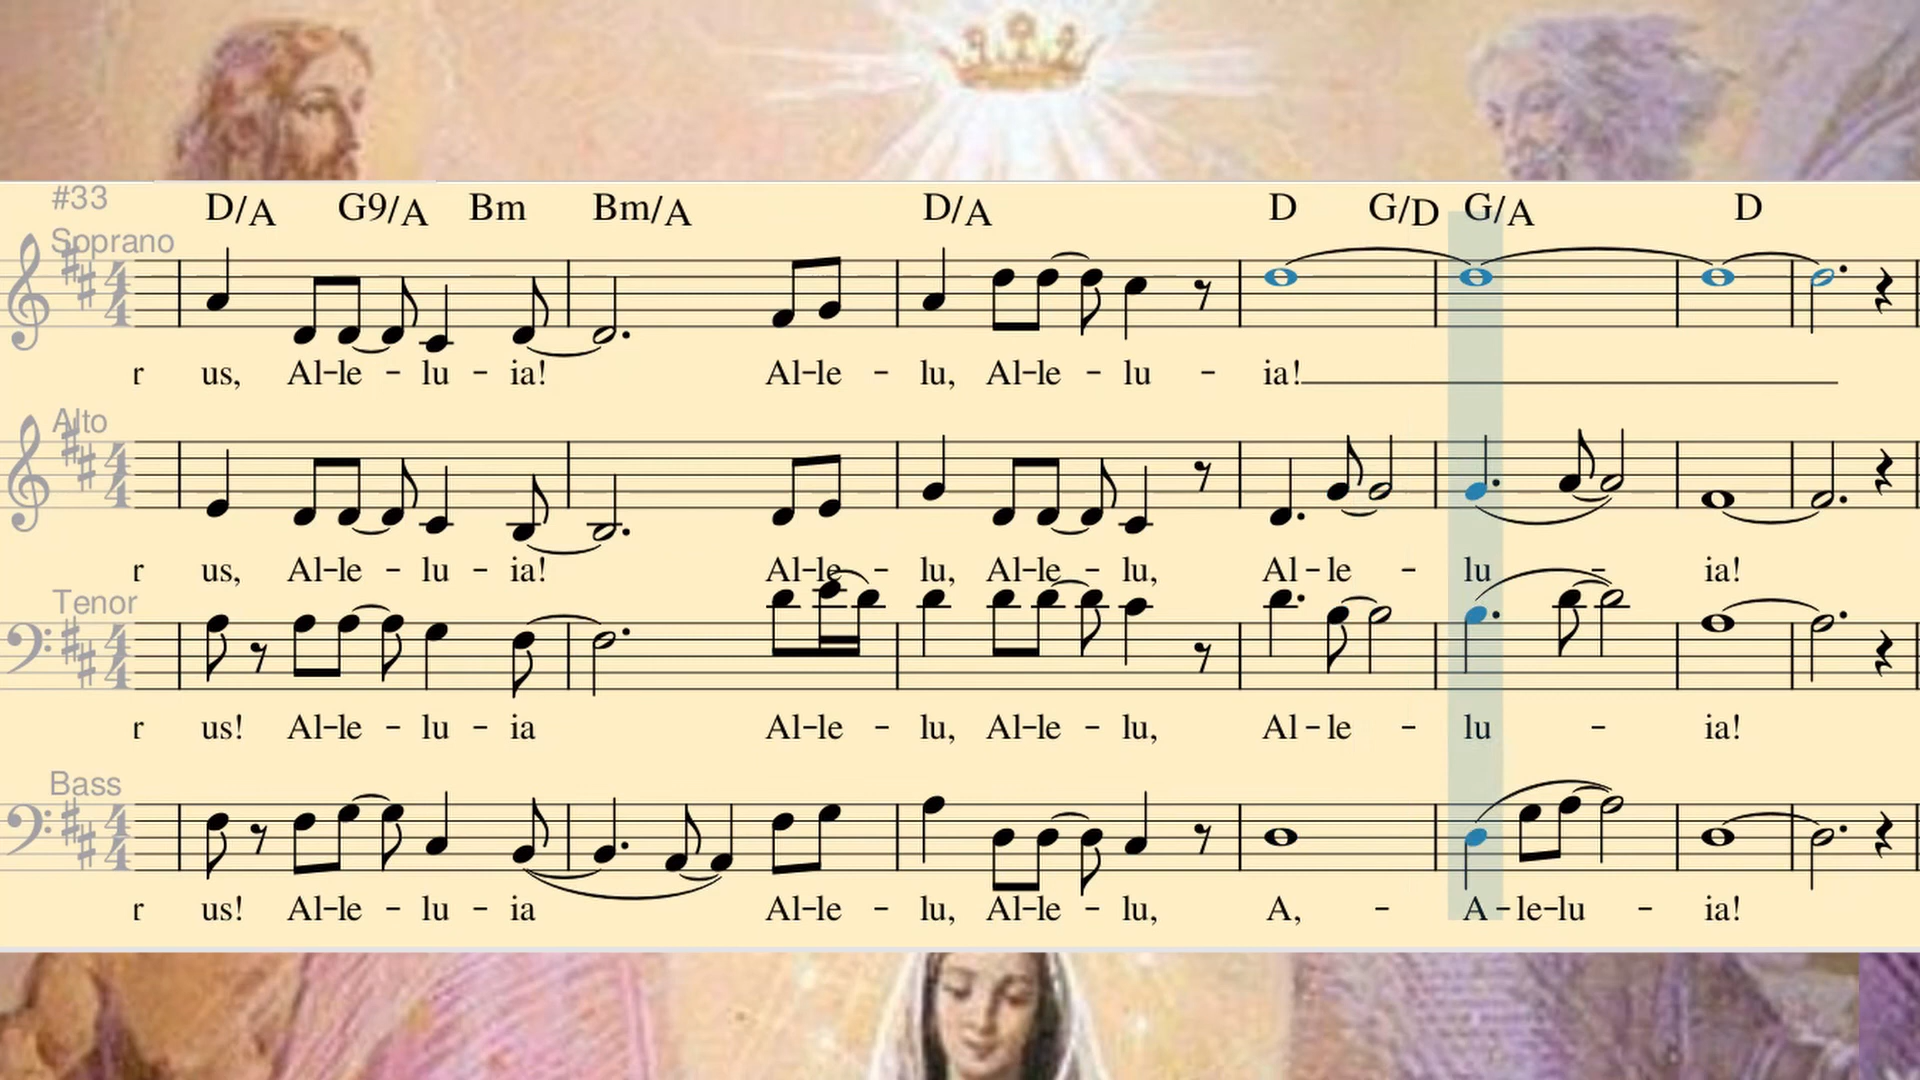 #33 D/A G9/A Bm Bm/A D/A D G/D G/A D
Soprano
r us, Al-le - lu - ia! Al-le - lu, Al-le - lu - ia!
Alto
r us, Al-le - lu - ia! Al-le - lu, Al-le - lu, Al-le - lu - ia!
Tenor
r us! Al-le - lu - ia Al-le - lu, Al-le - lu, Al-le - lu - ia!
Bass
r us! Al-le - lu - ia Al-le - lu, Al-le - lu, A, - A-le-lu - ia!